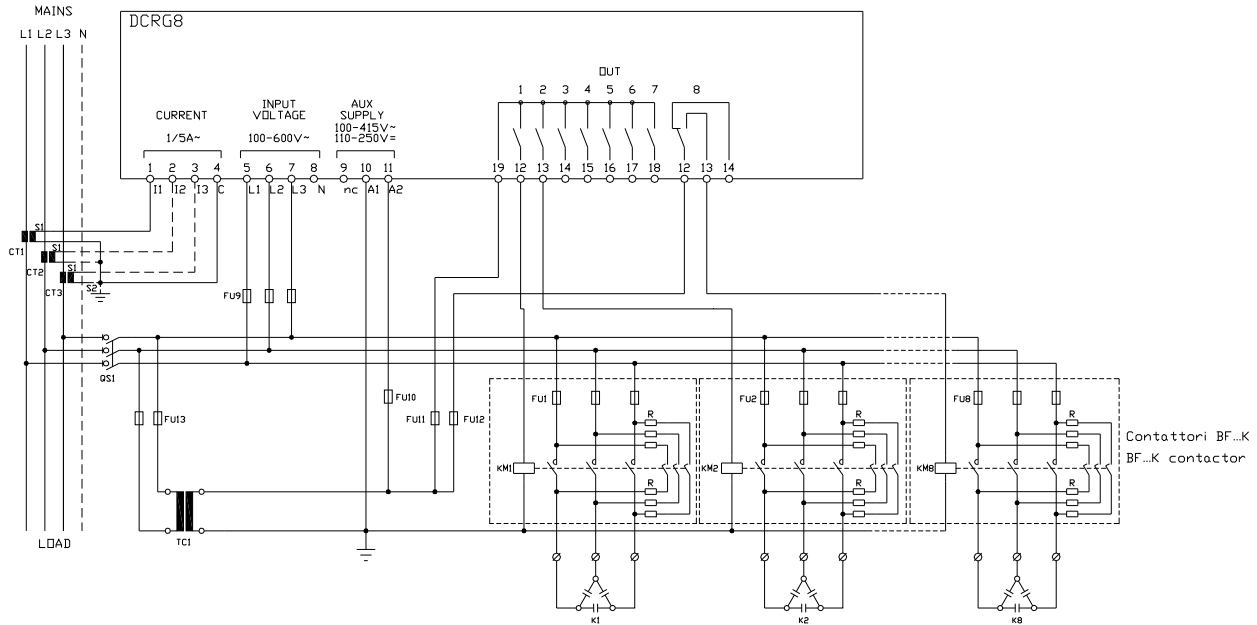 MAINS
L1 L2 L3 N
DCRG8
CURRENT
1/5A~
INPUT
VOLTAGE
100-600V~
AUX
SUPPLY
100-415V~
110-250V=
OUT
1 2 3 4 5 6 7 8
1 2 3 4 5 6 7 8 9 10 11 19 12 13 14 15 16 17 18 12 13 14
I1 I2 I3 C L1 L2 L3 N nc A1 A2
S1
CT1
S1
CT2
S1
CT3
S2
FU9
QS1
FU13
FU10
FU11
FU12
FU1
FU2
FU8
R
R
R
Contattori BF...K
BF...K contactor
KM1
KM2
KM8
R
R
R
TC1
LOAD
K1
K2
K8